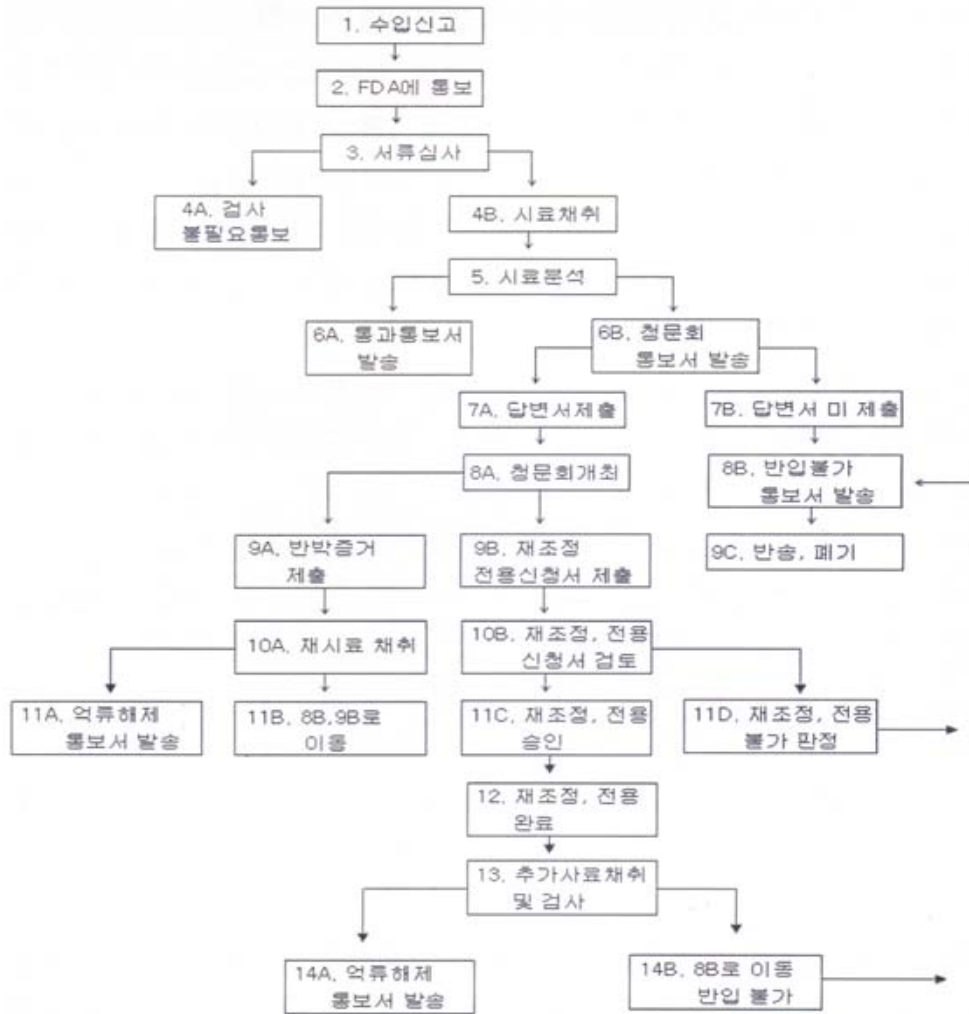 1. 수입신고
2. FDA에 통보
3. 서류심사
4A. 검사
불필요통보
4B. 시료채취
5. 시료분석
6A. 통과통보서
발송
6B. 청문회
통보서 발송
7A. 답변서제출
7B. 답변서 미 제출
8A. 청문회개최
8B. 반입불가
통보서 발송
9A. 반박증거
제출
9B. 재조정
전용신청서 제출
9C. 반송, 폐기
10A. 재시료 채취
10B. 재조정, 전용
신청서 검토
11A. 억류해제
통보서 발송
11B. 8B,9B로
이동
11C. 재조정, 전용
승인
11D. 재조정, 전용
불가 판정
12. 재조정, 전용
완료
13. 추가사료채취
및 검사
14A. 억류해제
통보서 발송
14B. 8B로 이동
반입 불가